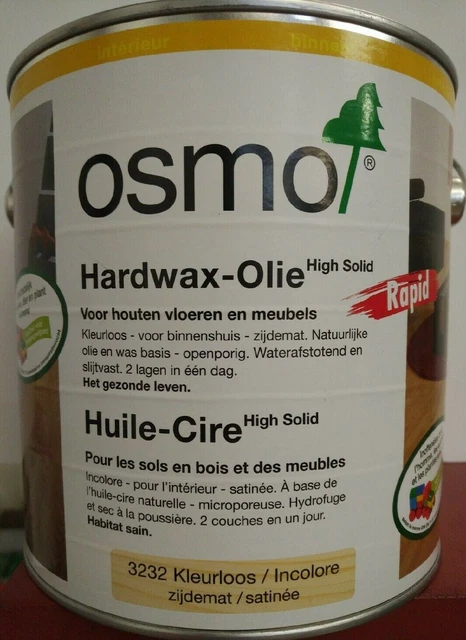 intérieur
binnen
osmo®
Hardwax-Olie High Solid
Rapid
Voor houten vloeren en meubels
Kleurloos - voor binnenshuis - zijdemat. Natuurlijke
olie en was basis - openporig. Waterafstotend en
slijtvast. 2 lagen in één dag.
Het gezonde leven.
Huile-Cire High Solid
Pour les sols en bois et des meubles
Incolore - pour l'intérieur - satinée. À base de
l'huile-cire naturelle - microporeuse. Hydrofuge
et sec à la poussière. 2 couches en un jour.
Habitat sain.
3232 Kleurloos / Incolore
zijdemat / satinée